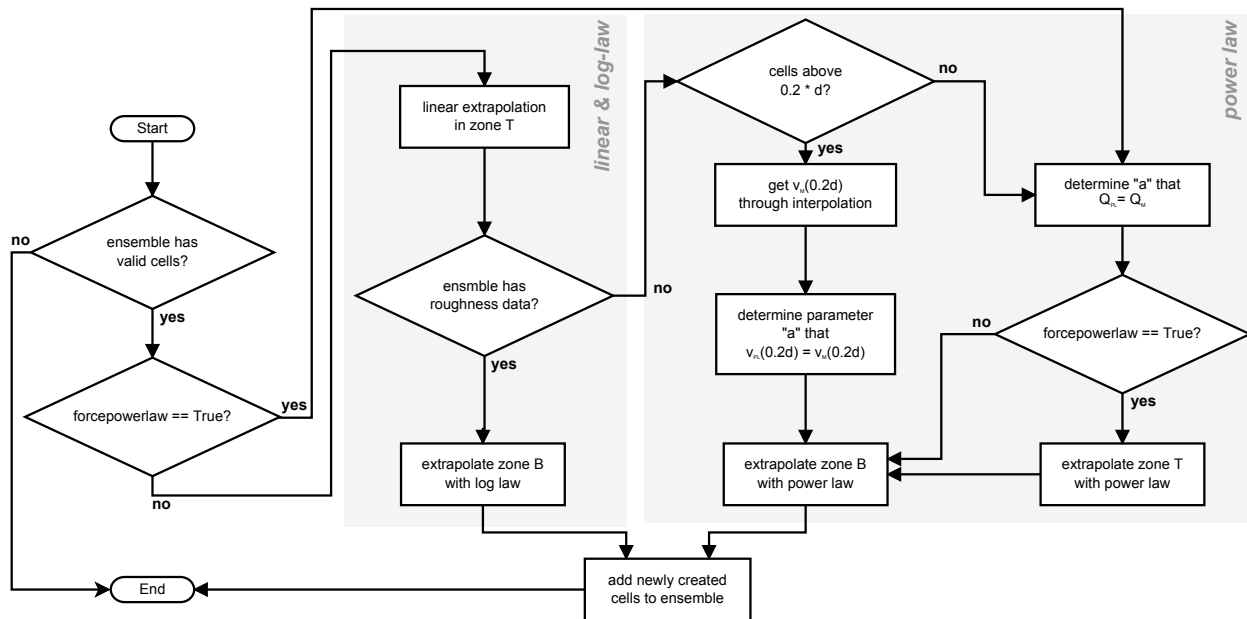 Start
ensemble has
valid cells?
no
yes
forcepowerlaw == True?
yes
no
End
linear & log-law
linear extrapolation
in zone T
ensmble has
roughness data?
no
yes
extrapolate zone B
with log law
power law
cells above
0.2 * d?
no
yes
get vM(0.2d)
through interpolation
determine parameter
"a" that
vPL(0.2d) = vM(0.2d)
extrapolate zone B
with power law
determine "a" that
QPL= QM
forcepowerlaw == True?
no
yes
extrapolate zone T
with power law
add newly created
cells to ensemble